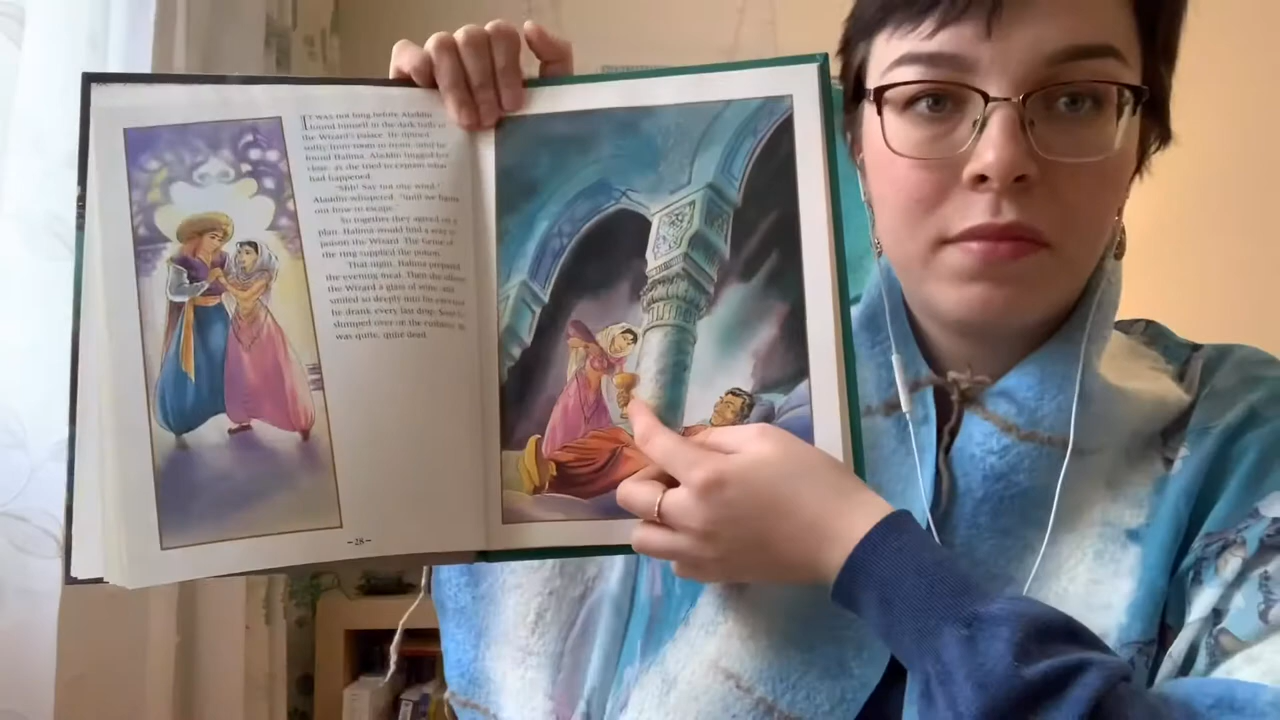 IT WAS not long before Aladdin
found himself in the dark halls of
the Wizard's palace. He tiptoed
softly from room to room until he
found Halima. Aladdin hugged her
close, as she tried to explain what
had happened.
"Shh! Say not one word,"
Aladdin whispered, "until we figure
out how to escape."
So together they agreed on a
plan. Halima would find a way to
poison the Wizard. The Genie of
the ring supplied the potion.
That night, Halima prepared
the evening meal. Then she offered
the Wizard a glass of wine and
smiled so deeply into his eyes that
he drank every last drop. Soon he
slumped over on the cushions. He
was quite, quite dead.
–28–